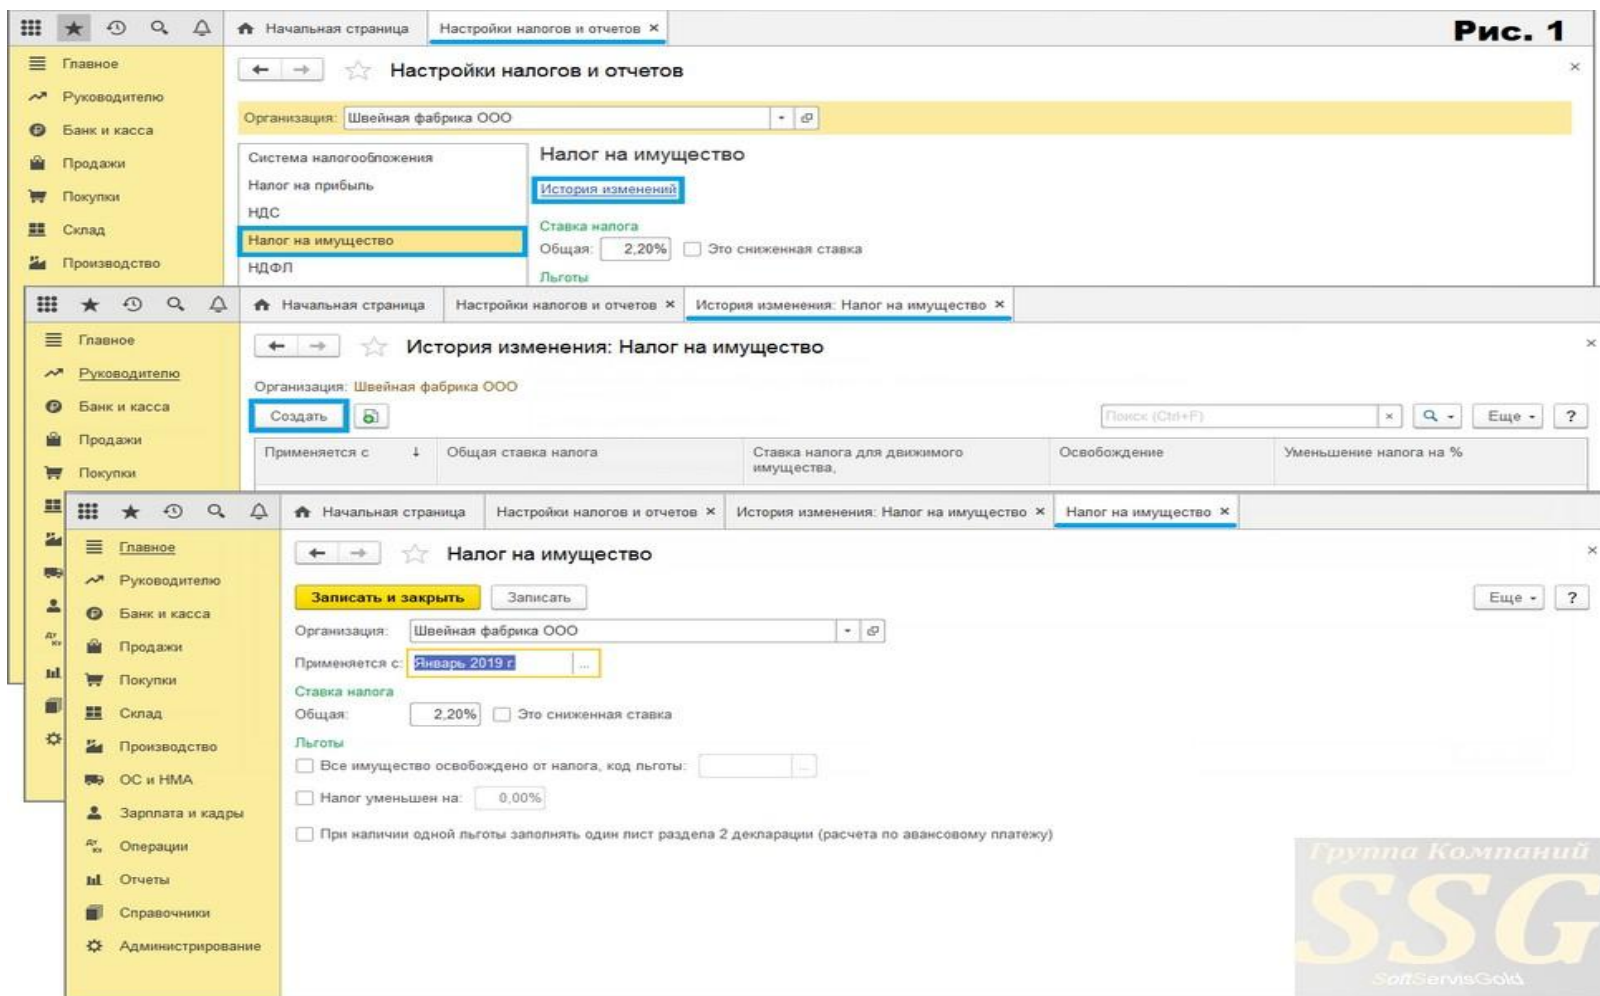 Начальная страница
Настройки налогов и отчетов ×
Рис. 1
Главное
Руководителю
Банк и касса
Продажи
Покупки
Склад
Производство
Настройки налогов и отчетов
Организация: Швейная фабрика ООО
Система налогообложения
Налог на прибыль
НДС
Налог на имущество
НДФЛ
Налог на имущество
История изменений
Ставка налога
Общая: 2,20% Это сниженная ставка
Льготы
Начальная страница
Настройки налогов и отчетов ×
История изменения: Налог на имущество ×
Главное
Руководителю
Банк и касса
Продажи
Покупки
История изменения: Налог на имущество
Организация: Швейная фабрика ООО
Создать
Поиск (Ctrl+F) ×
Еще
?
Применяется с ↓
Общая ставка налога
Ставка налога для движимого
имущества,
Освобождение
Уменьшение налога на %
Начальная страница
Настройки налогов и отчетов ×
История изменения: Налог на имущество ×
Налог на имущество ×
Главное
Руководителю
Банк и касса
Продажи
Покупки
Склад
Производство
ОС и НМА
Зарплата и кадры
Операции
Отчеты
Справочники
Администрирование
Налог на имущество
Записать и закрыть
Записать
Еще
?
Организация: Швейная фабрика ООО
Применяется с: Январь 2019 г. ...
Ставка налога
Общая: 2,20% Это сниженная ставка
Льготы
Все имущество освобождено от налога, код льготы: ...
Налог уменьшен на: 0,00%
При наличии одной льготы заполнять один лист раздела 2 декларации (расчета по авансовому платежу)
Группа Компаний
SSG
SoftServisGold